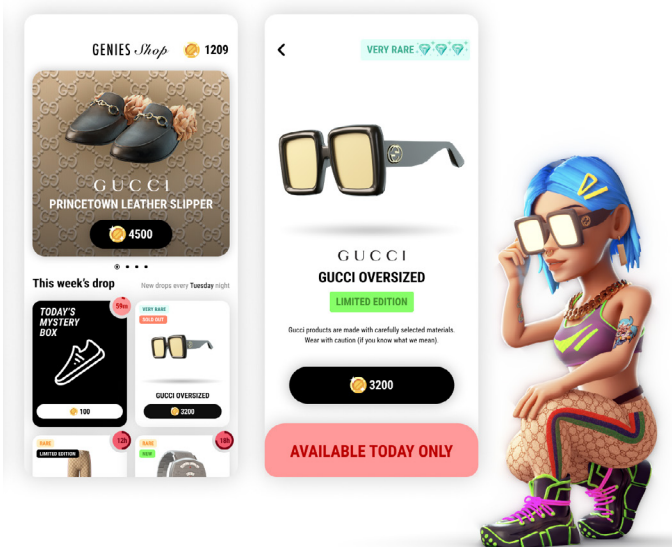 GENIES Shop 1209
GUCCI
PRINCETOWN LEATHER SLIPPER
4500
This week's drop
New drops every Tuesday night
TODAY'S
MYSTERY
BOX
59m
100
VERY RARE
SOLD OUT
GUCCI OVERSIZED
3200
RARE
LIMITED EDITION
12h
RARE
NEW
18h
VERY RARE
GUCCI
GUCCI OVERSIZED
LIMITED EDITION
Gucci products are made with carefully selected materials.
Wear with caution (if you know what we mean).
3200
AVAILABLE TODAY ONLY